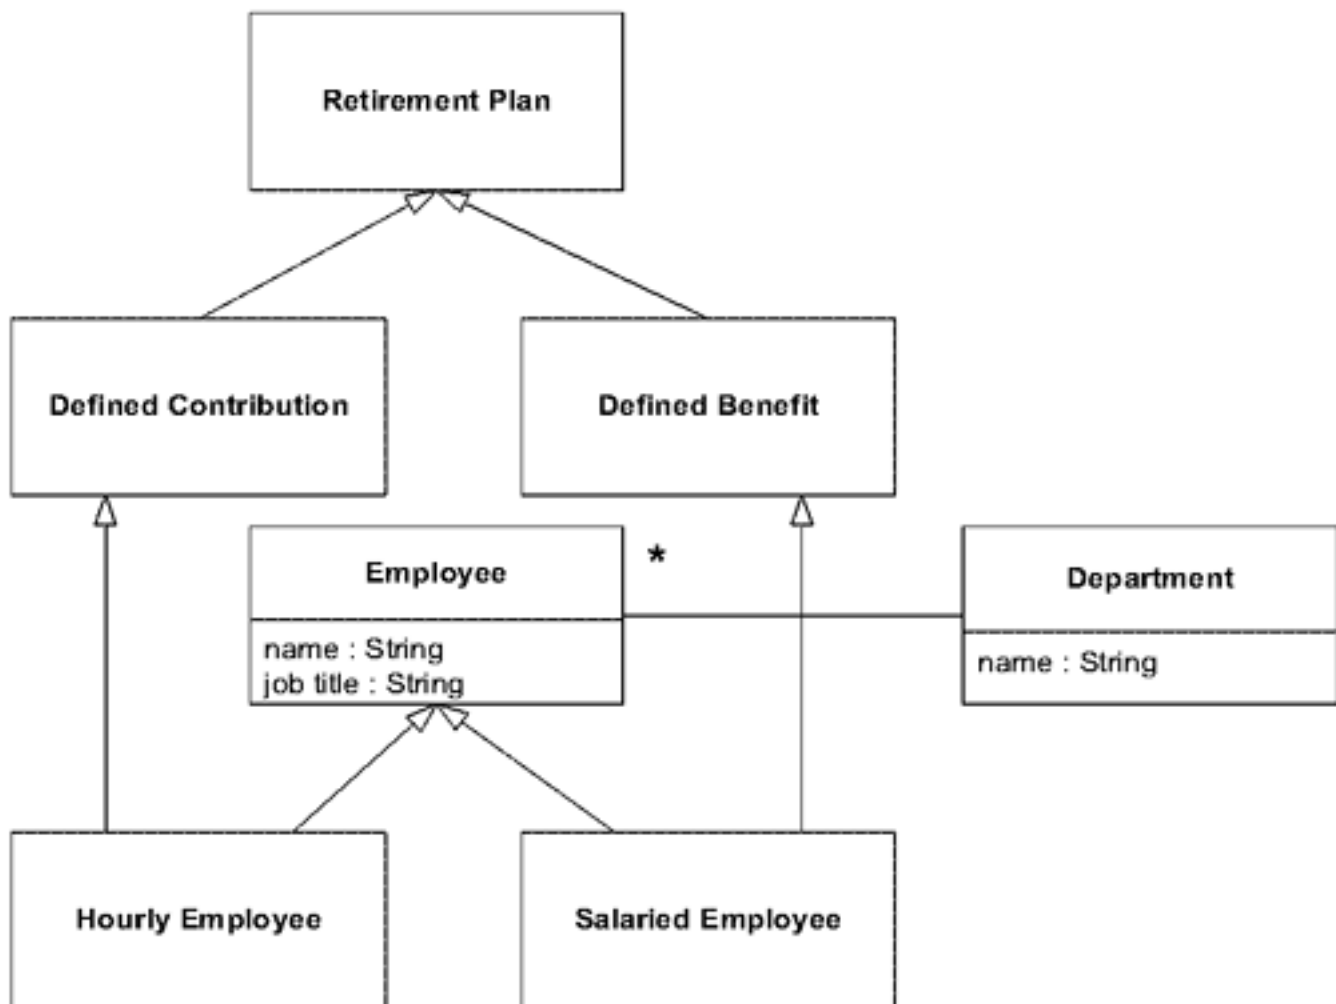 Retirement Plan
Defined Contribution
Defined Benefit
Employee
*
Department
name : String
job title : String
name : String
Hourly Employee
Salaried Employee